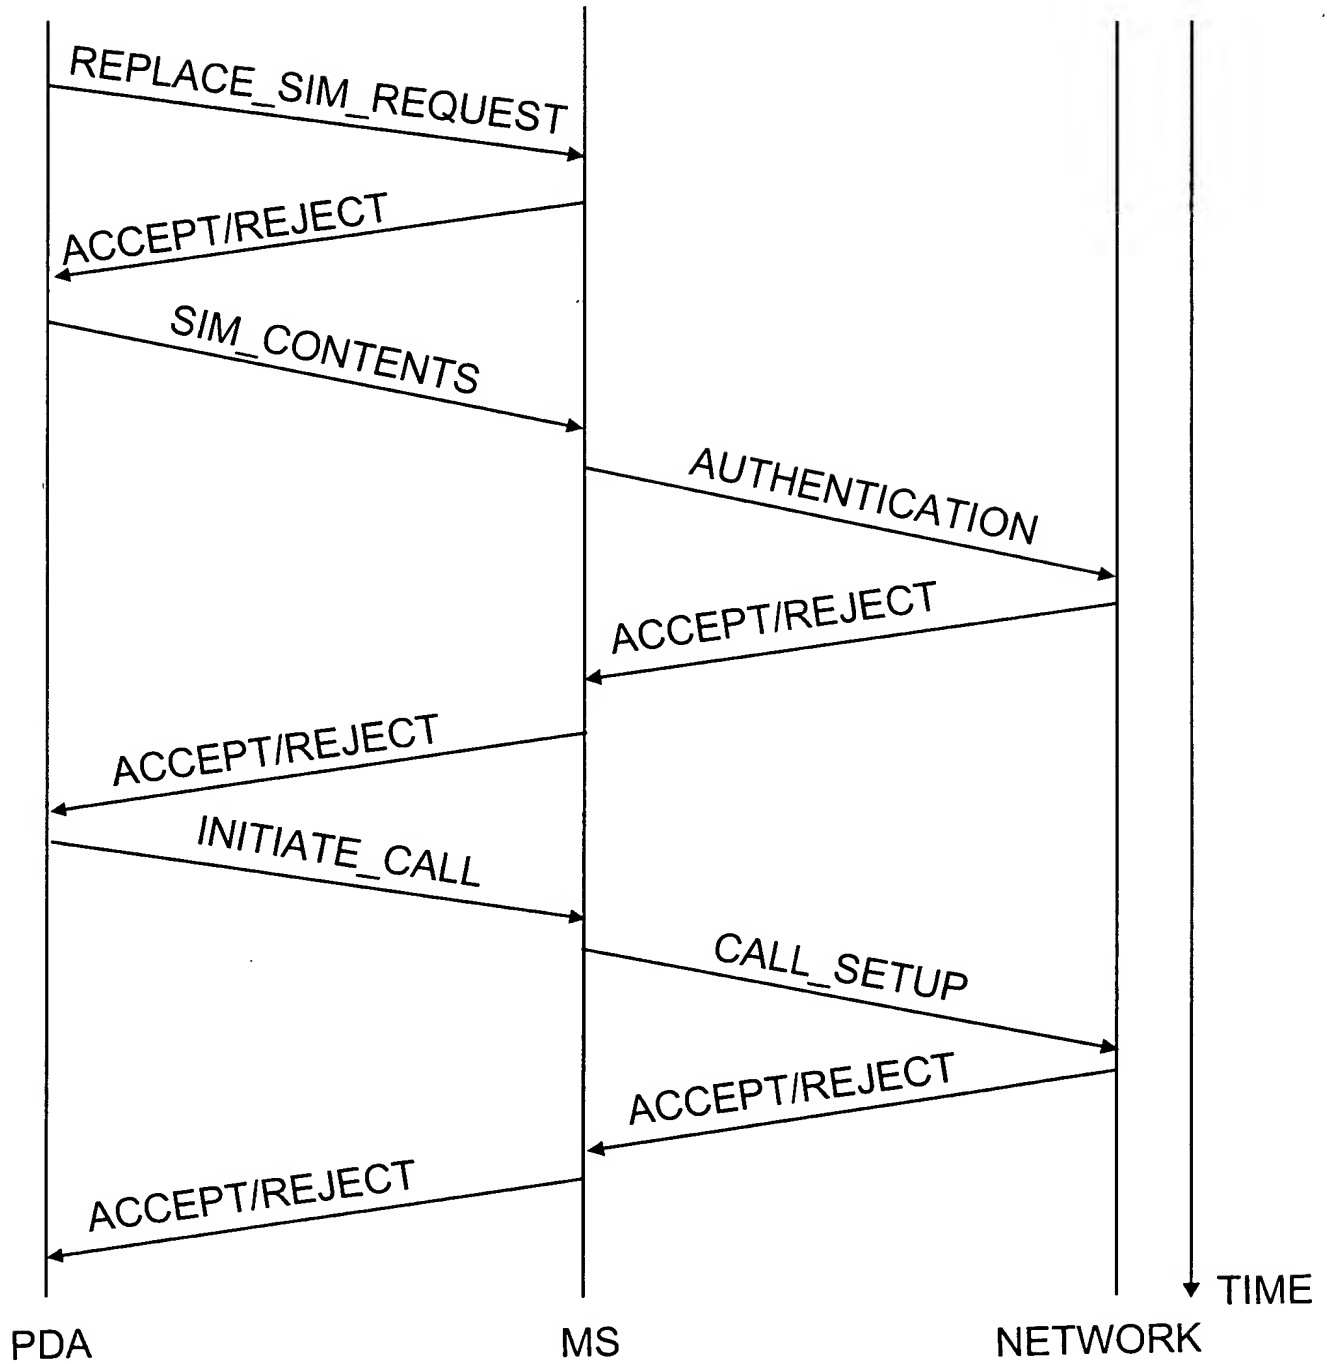 REPLACE_SIM_REQUEST
ACCEPT/REJECT
SIM_CONTENTS
AUTHENTICATION
ACCEPT/REJECT
ACCEPT/REJECT
INITIATE_CALL
CALL_SETUP
ACCEPT/REJECT
ACCEPT/REJECT
TIME
PDA
MS
NETWORK